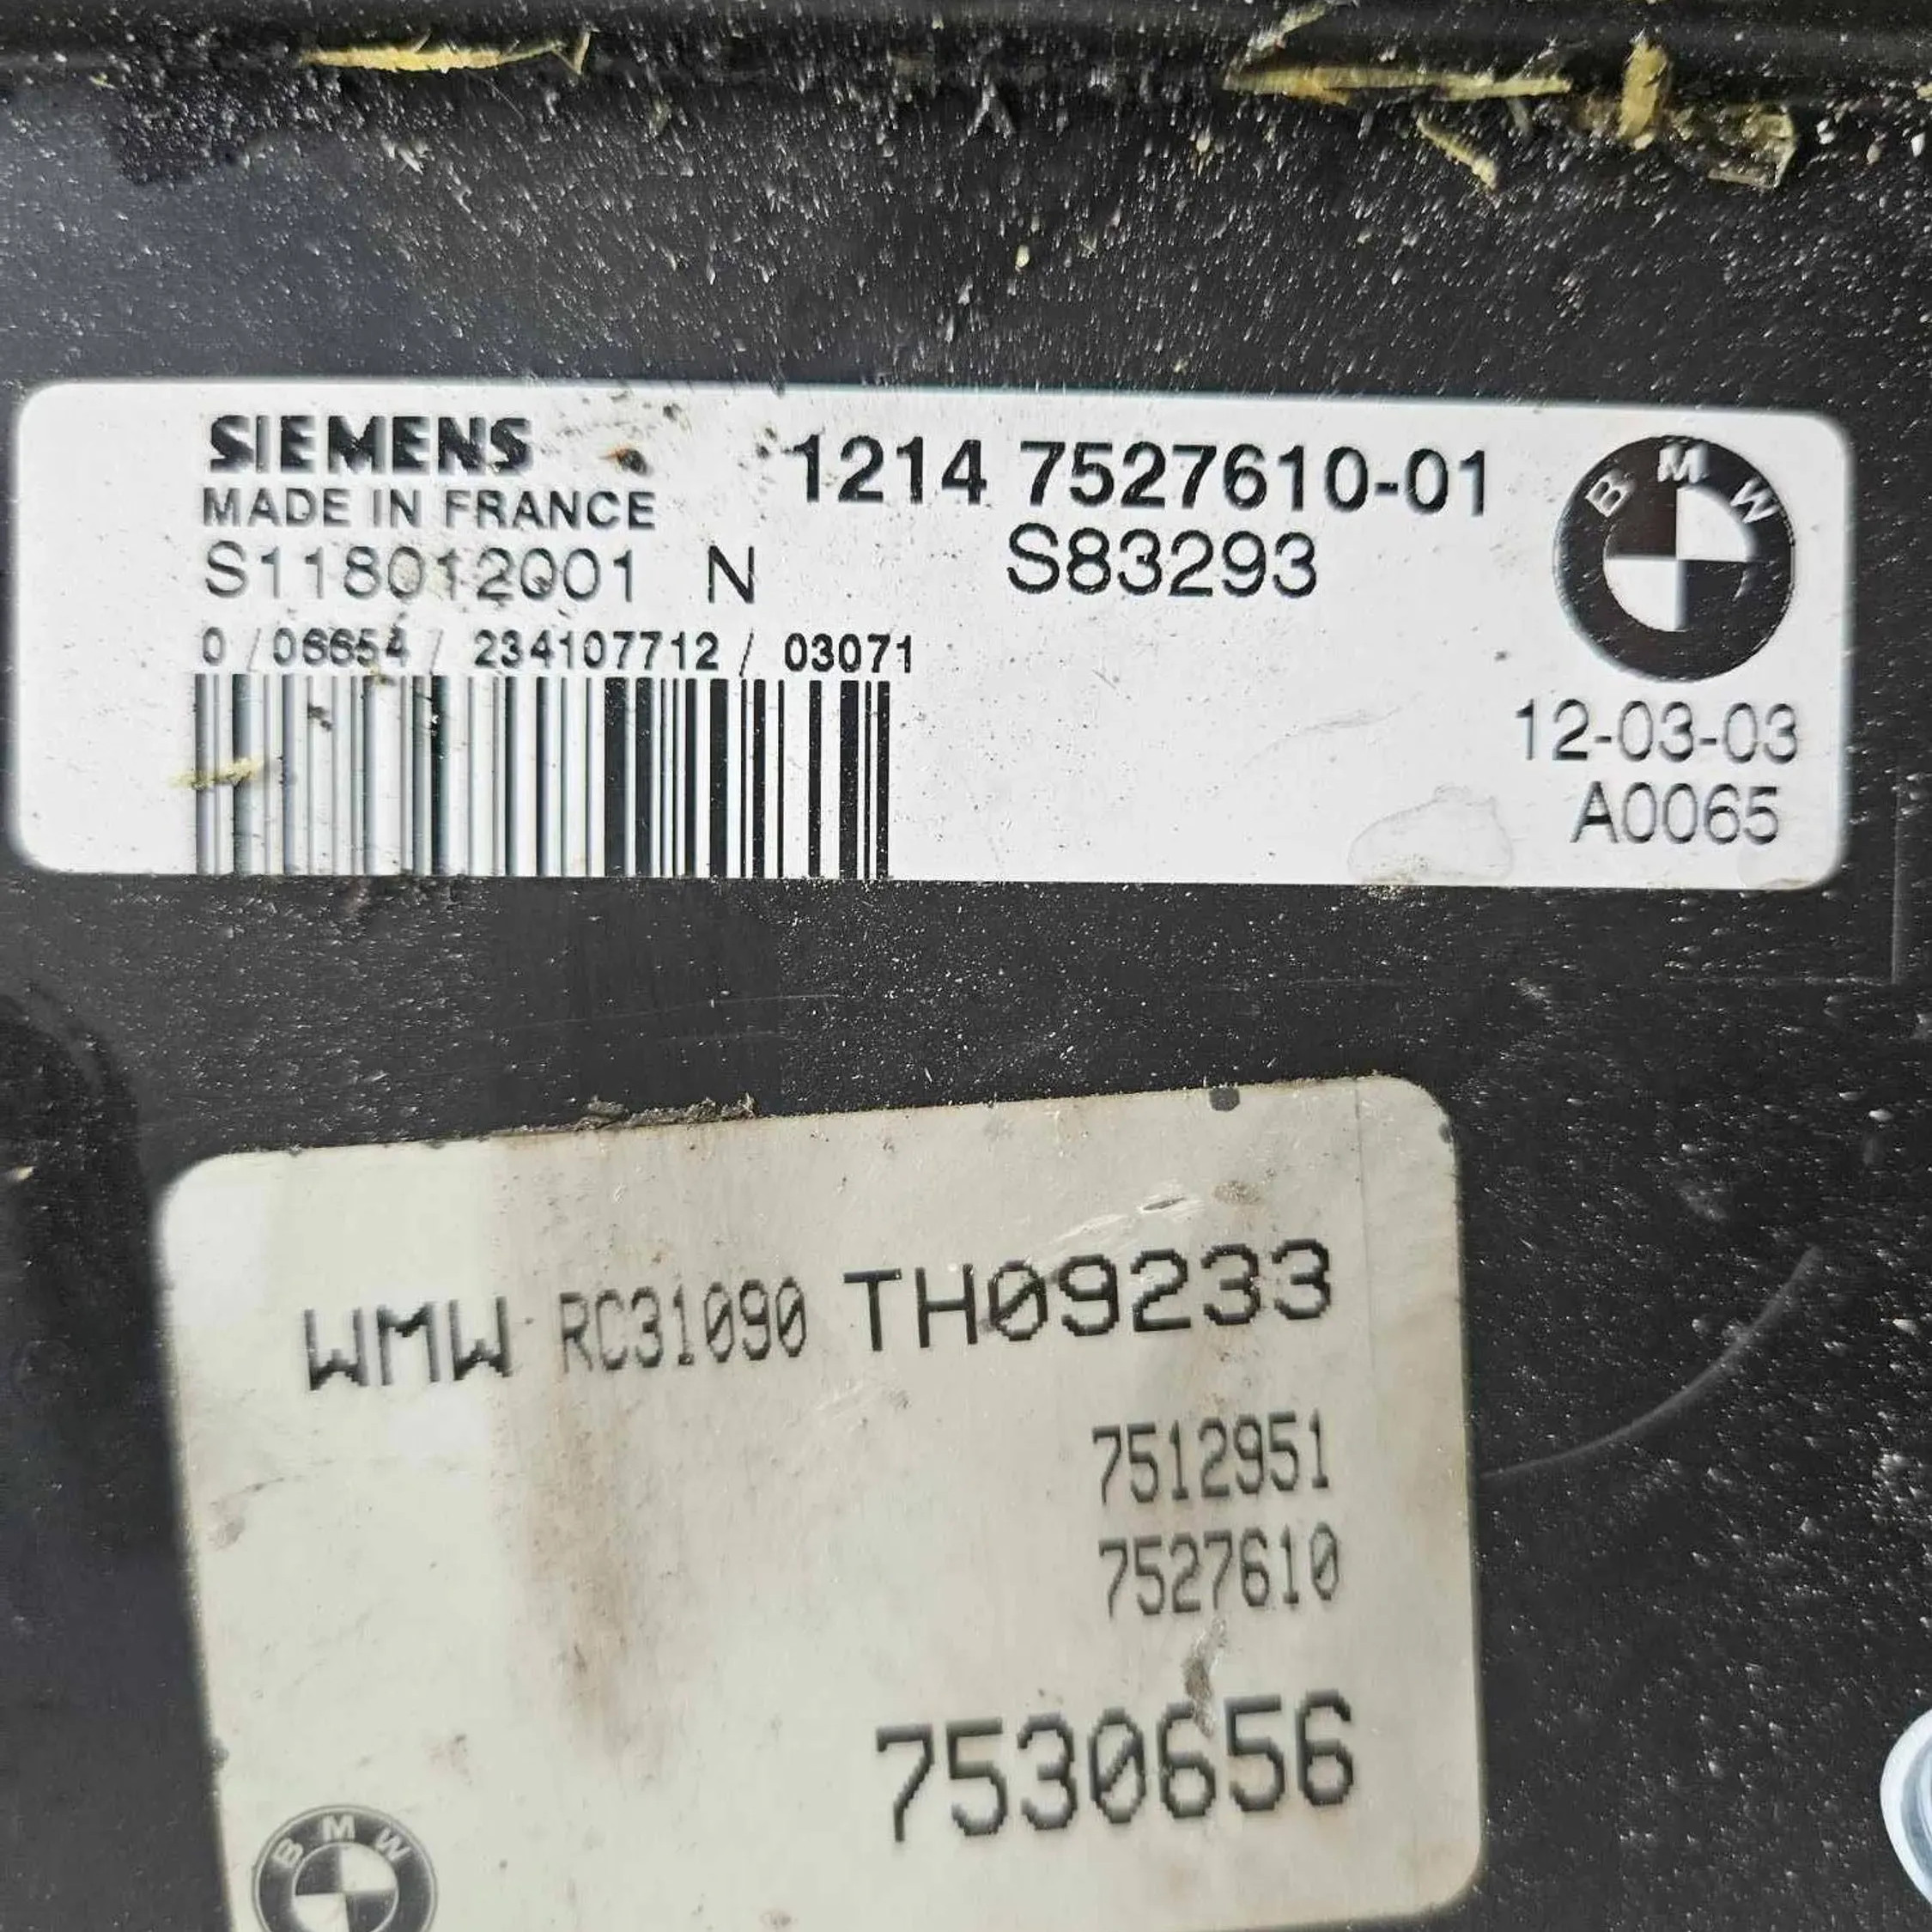 SIEMENS 1214 7527610-01
MADE IN FRANCE
S118012001 N S83293
BMW
0 / 06654 / 234107712 / 03071
12-03-03
A0065
WMW RC31090 TH09233
7512951
7527610
7530656
BMW